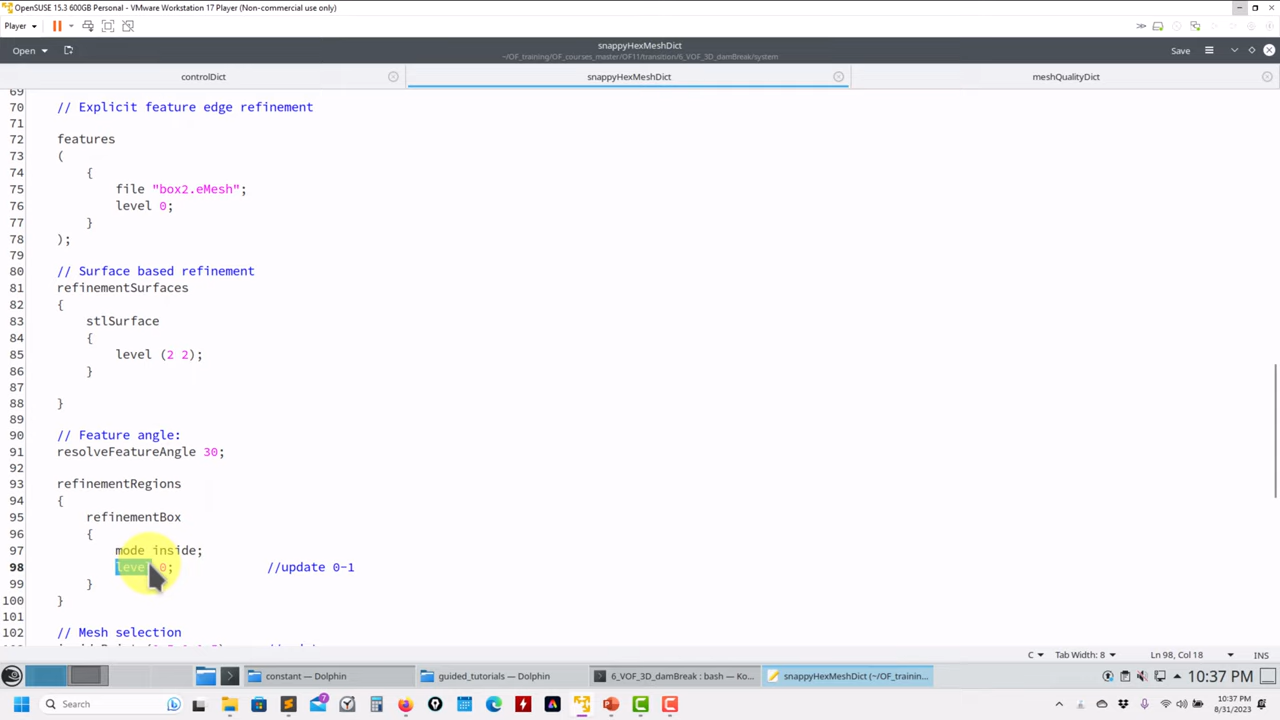 OpenSUSE 15.3 600GB Personal - VMware Workstation 17 Player (Non-commercial use only)
Player
Open
snappyHexMeshDict
~/OF_training/OF_courses_master/OF11/transition/6_VOF_3D_damBreak/system
Save
controlDict
snappyHexMeshDict
meshQualityDict
69
70 // Explicit feature edge refinement
71
72 features
73 (
74 {
75 file "box2.eMesh";
76 level 0;
77 }
78 );
79
80 // Surface based refinement
81 refinementSurfaces
82 {
83 stlSurface
84 {
85 level (2 2);
86 }
87
88 }
89
90 // Feature angle:
91 resolveFeatureAngle 30;
92
93 refinementRegions
94 {
95 refinementBox
96 {
97 mode inside;
98 level 0; //update 0-1
99 }
100 }
101
102 // Mesh selection
C
Tab Width: 8
Ln 98, Col 18
INS
constant — Dolphin
guided_tutorials — Dolphin
6_VOF_3D_damBreak : bash — Ko...
snappyHexMeshDict (~/OF_trainin...
10:37 PM
Search
7
10:37 PM
8/31/2023